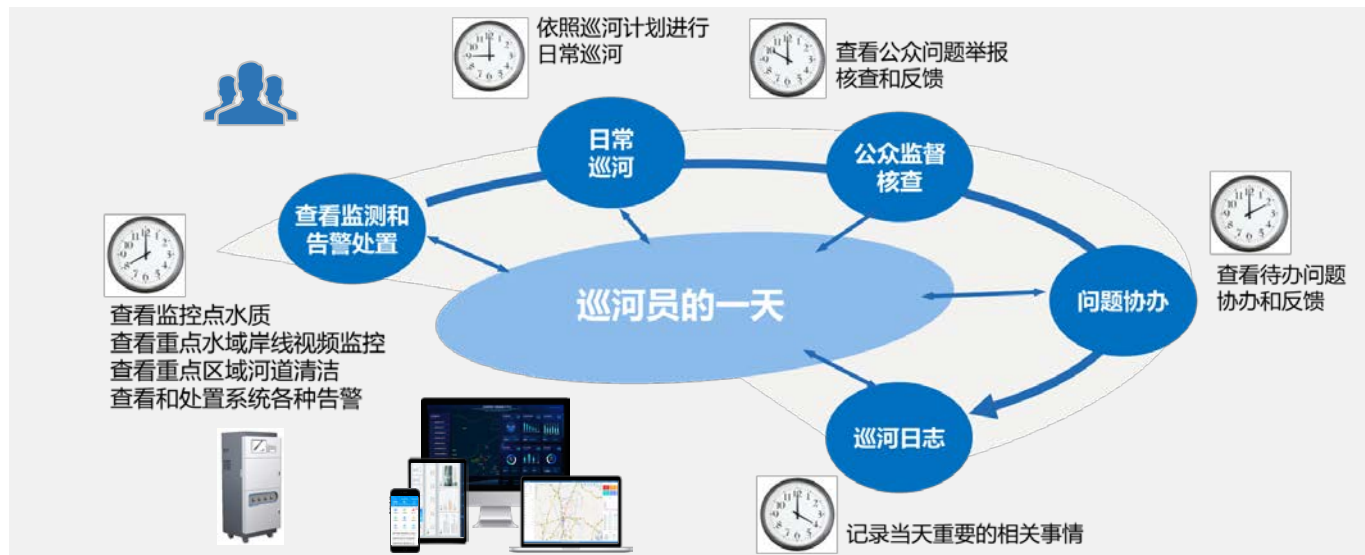 依照巡河计划进行
日常巡河
查看公众问题举报
核查和反馈
日常
巡河
公众监督
核查
查看监测和
告警处置
查看待办问题
协办和反馈
巡河员的一天
问题协办
查看监控点水质
查看重点水域岸线视频监控
查看重点区域河道清洁
查看和处置系统各种告警
巡河日志
记录当天重要的相关事情